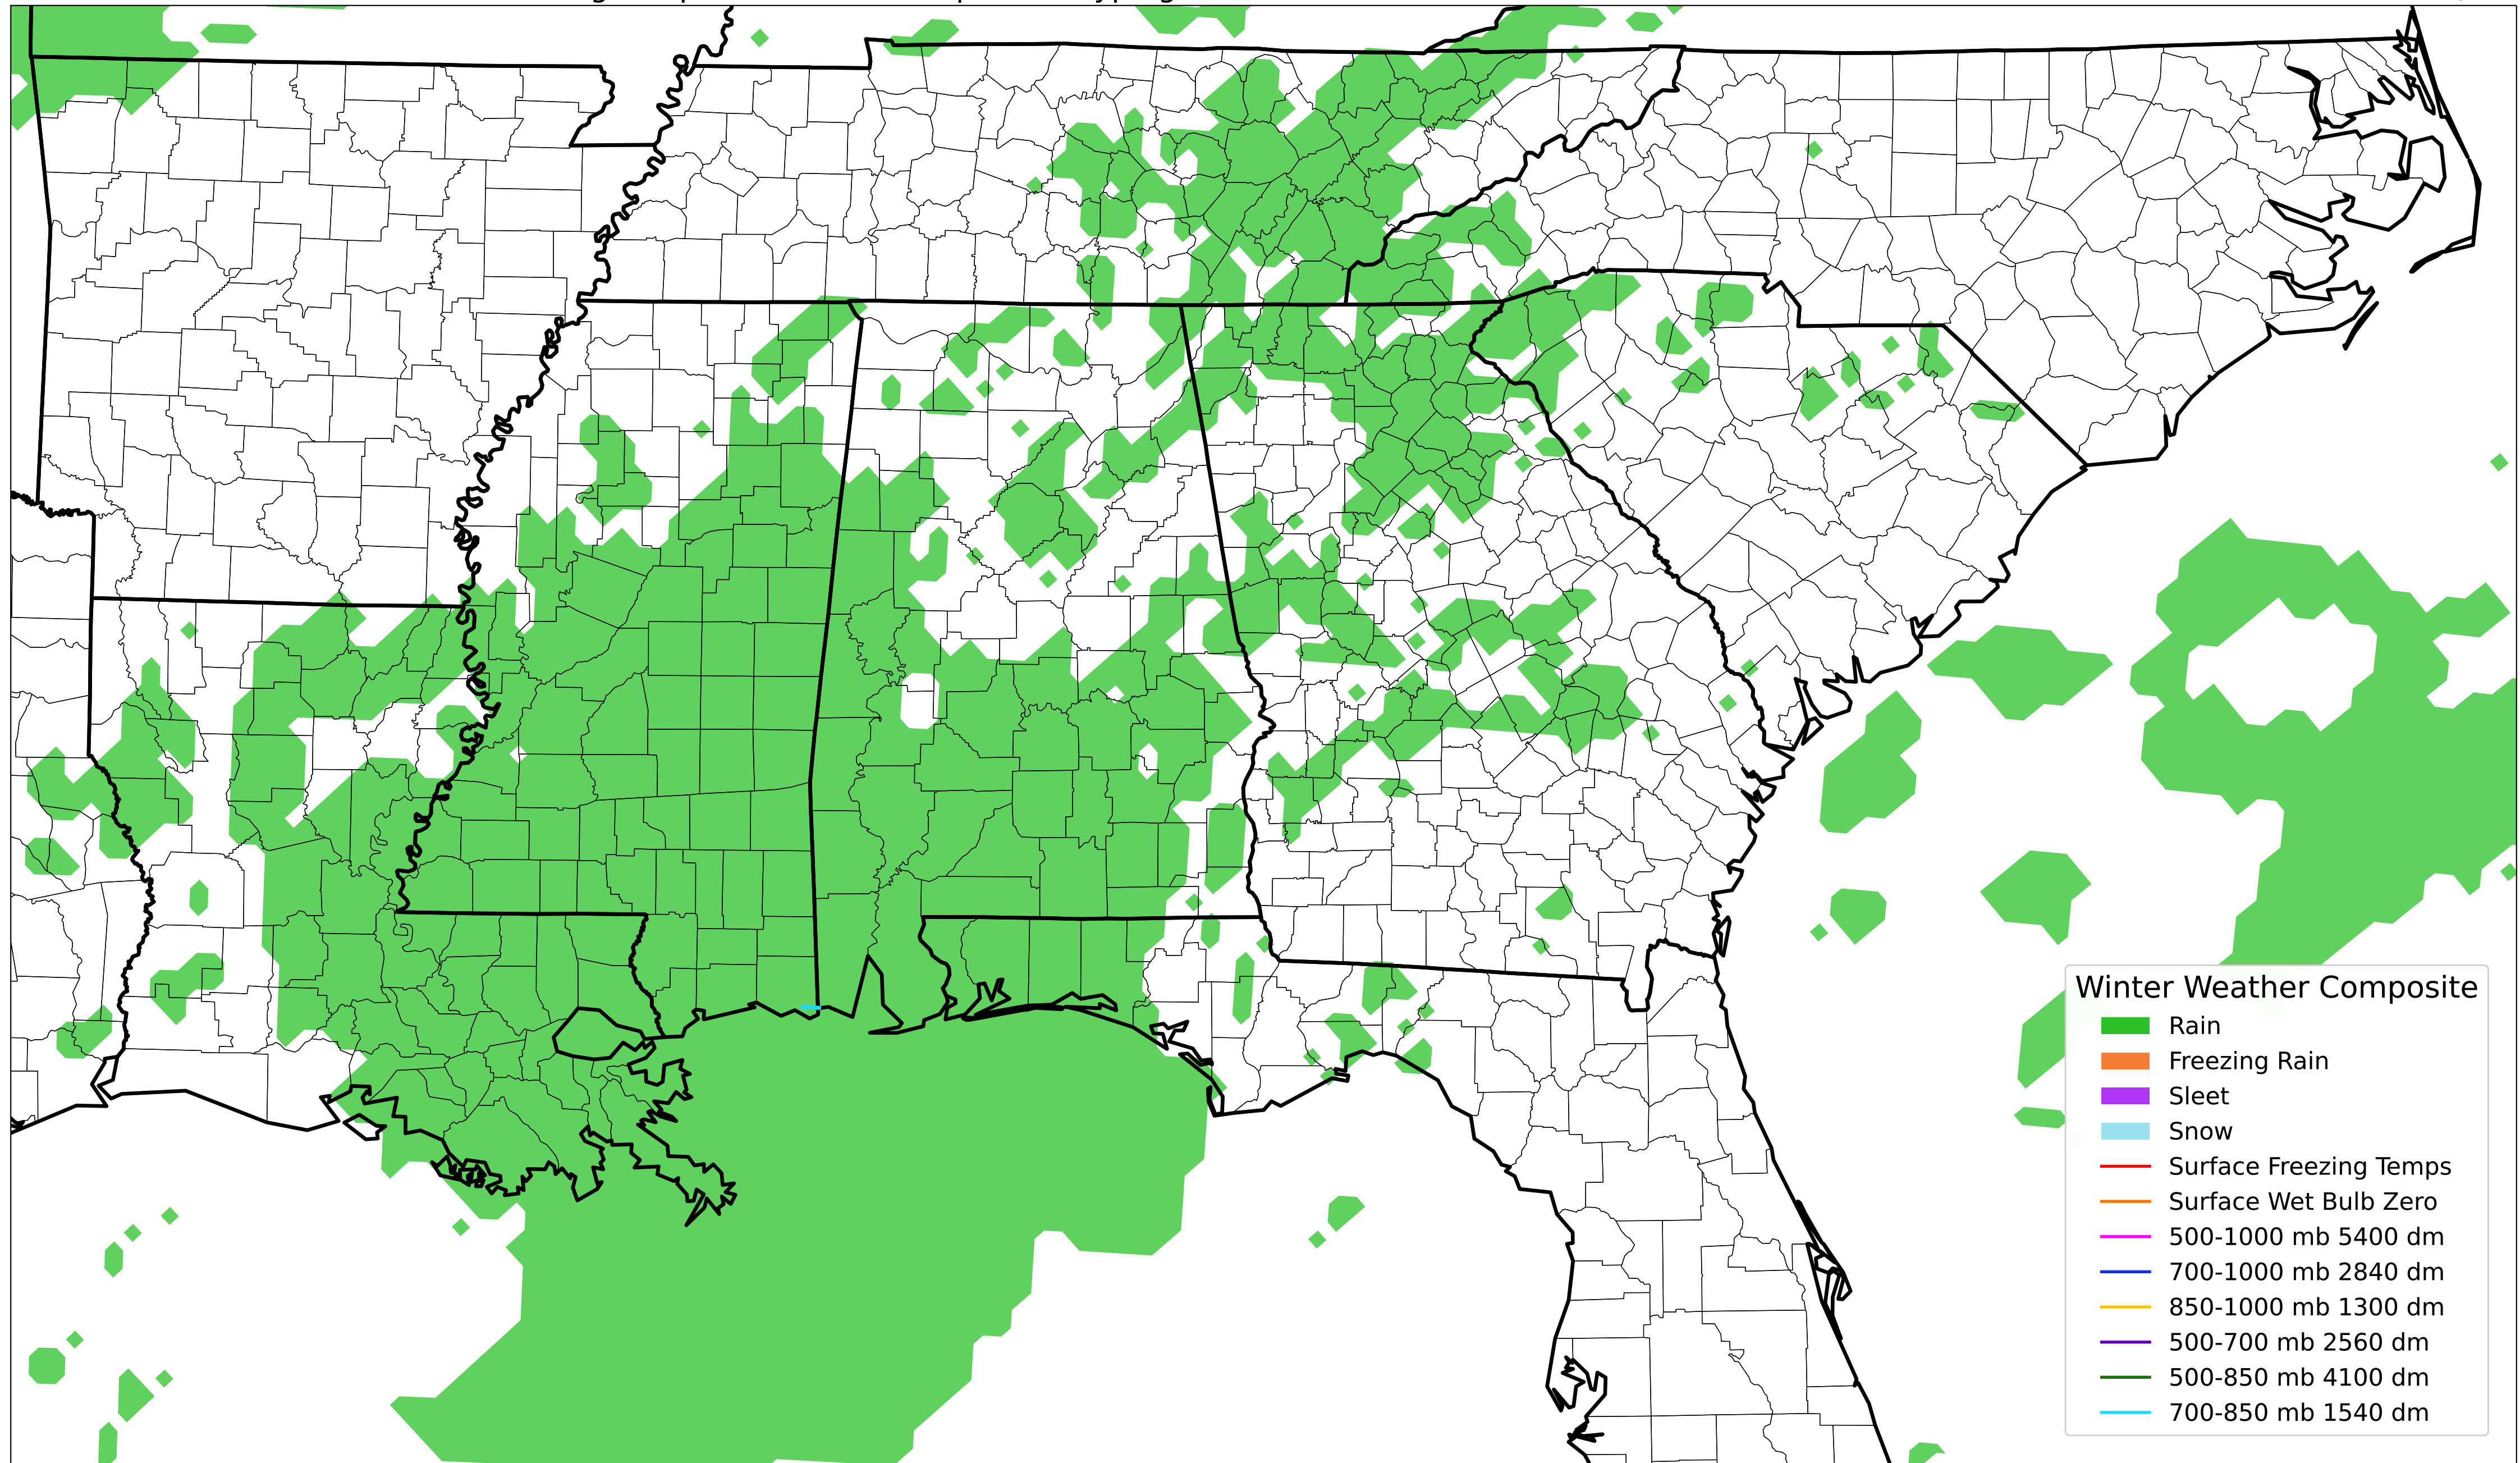 Winter Weather Composite
Rain
Freezing Rain
Sleet
Snow
Surface Freezing Temps
Surface Wet Bulb Zero
500-1000 mb 5400 dm
700-1000 mb 2840 dm
850-1000 mb 1300 dm
500-700 mb 2560 dm
500-850 mb 4100 dm
700-850 mb 1540 dm